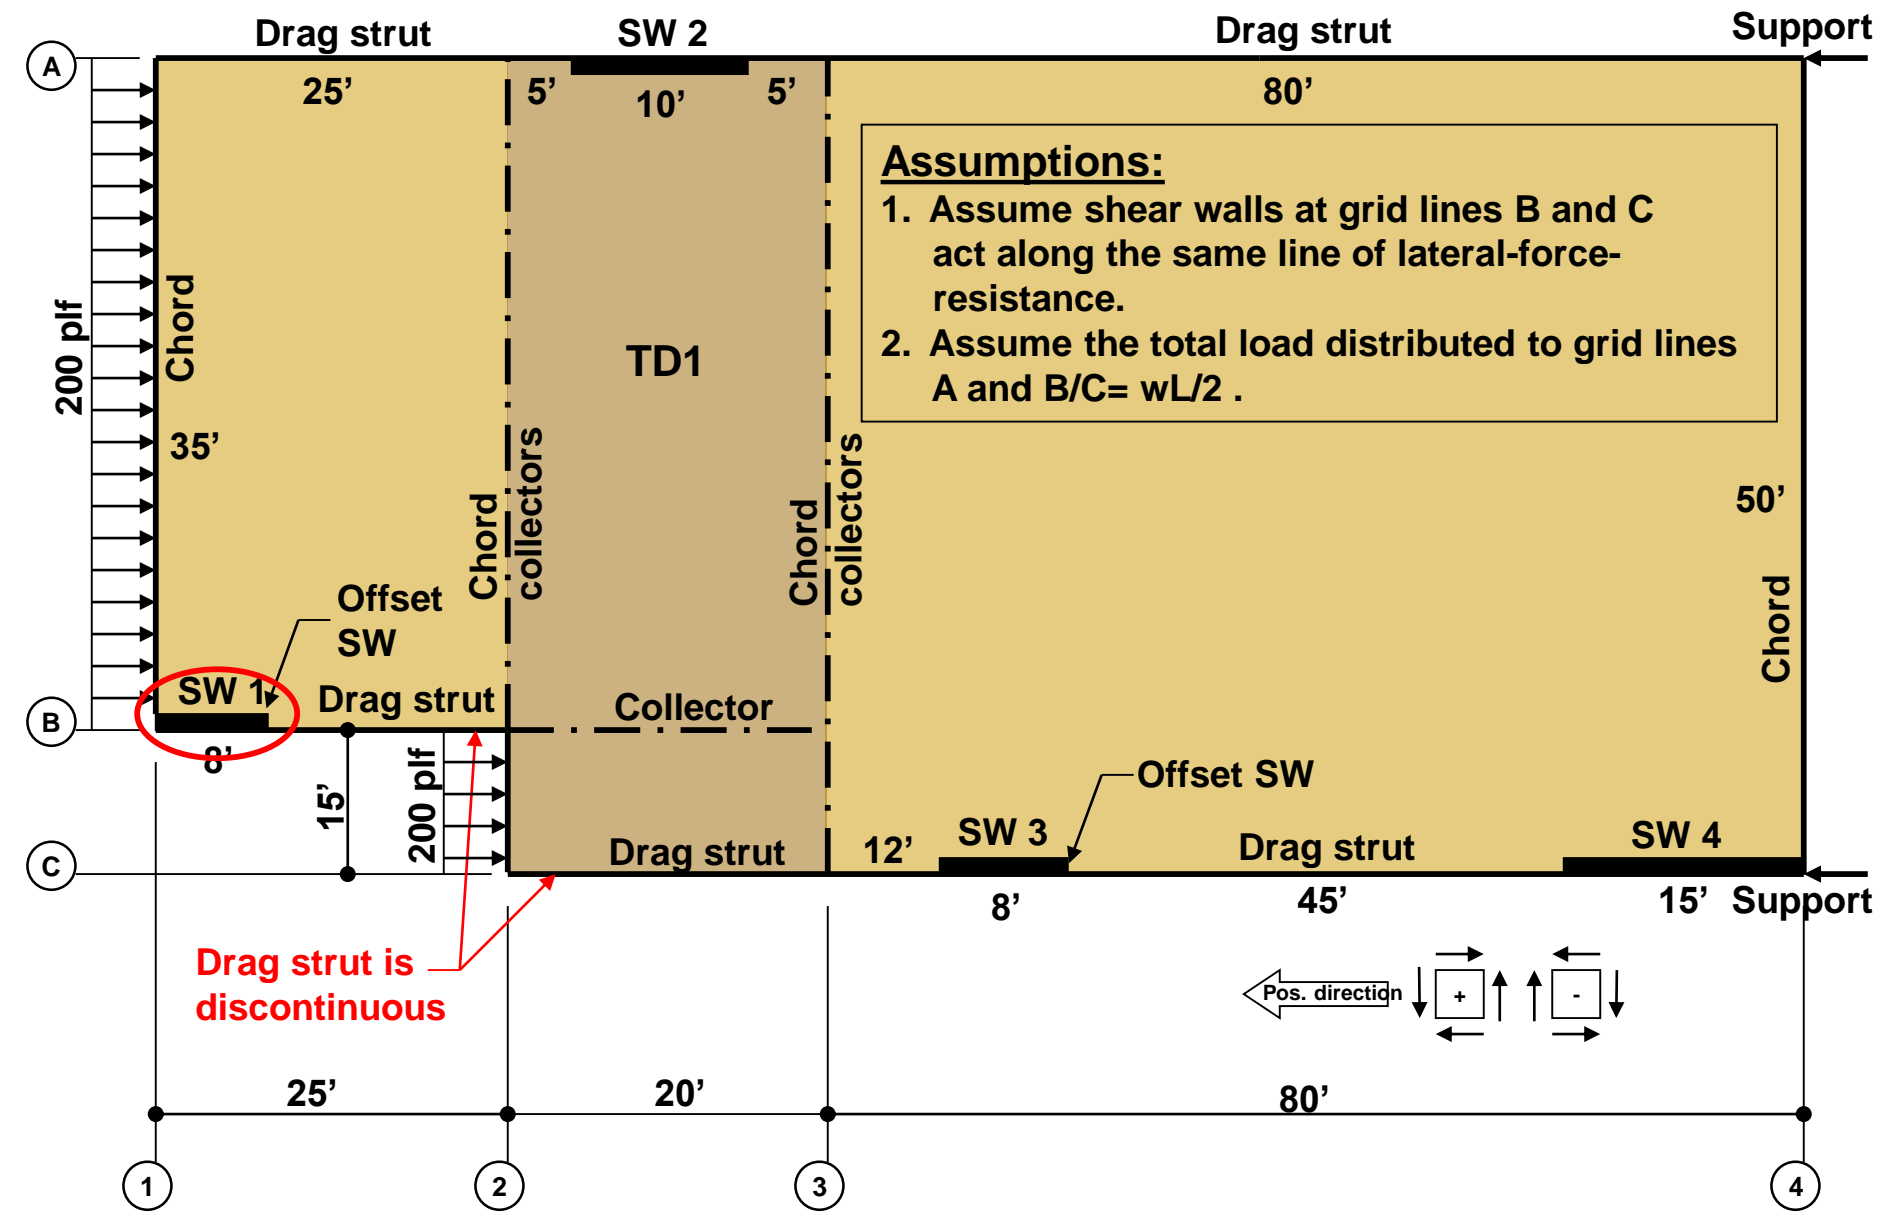 Drag strut
SW 2
Drag strut
Support
A
25’
5’
10’
5’
80’
Assumptions:
1. Assume shear walls at grid lines B and C
act along the same line of lateral-force-
resistance.
2. Assume the total load distributed to grid lines
A and B/C= wL/2 .
200 plf
Chord
35’
TD1
Chord
collectors
Chord
collectors
50’
Chord
Offset
SW
SW 1
Drag strut
Collector
B
8’
15’
200 plf
Offset SW
Drag strut
12’
SW 3
Drag strut
SW 4
C
8’
45’
15’
Support
Drag strut is
discontinuous
Pos. direction
+
-
25’
20’
80’
1
2
3
4